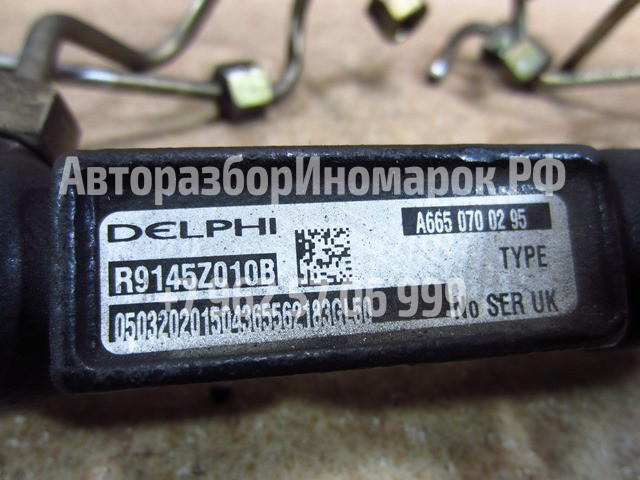 АвторазборИномарок.РФ
DELPHI
A665 070 02 95
R9145Z010B
TYPE
No SER UK